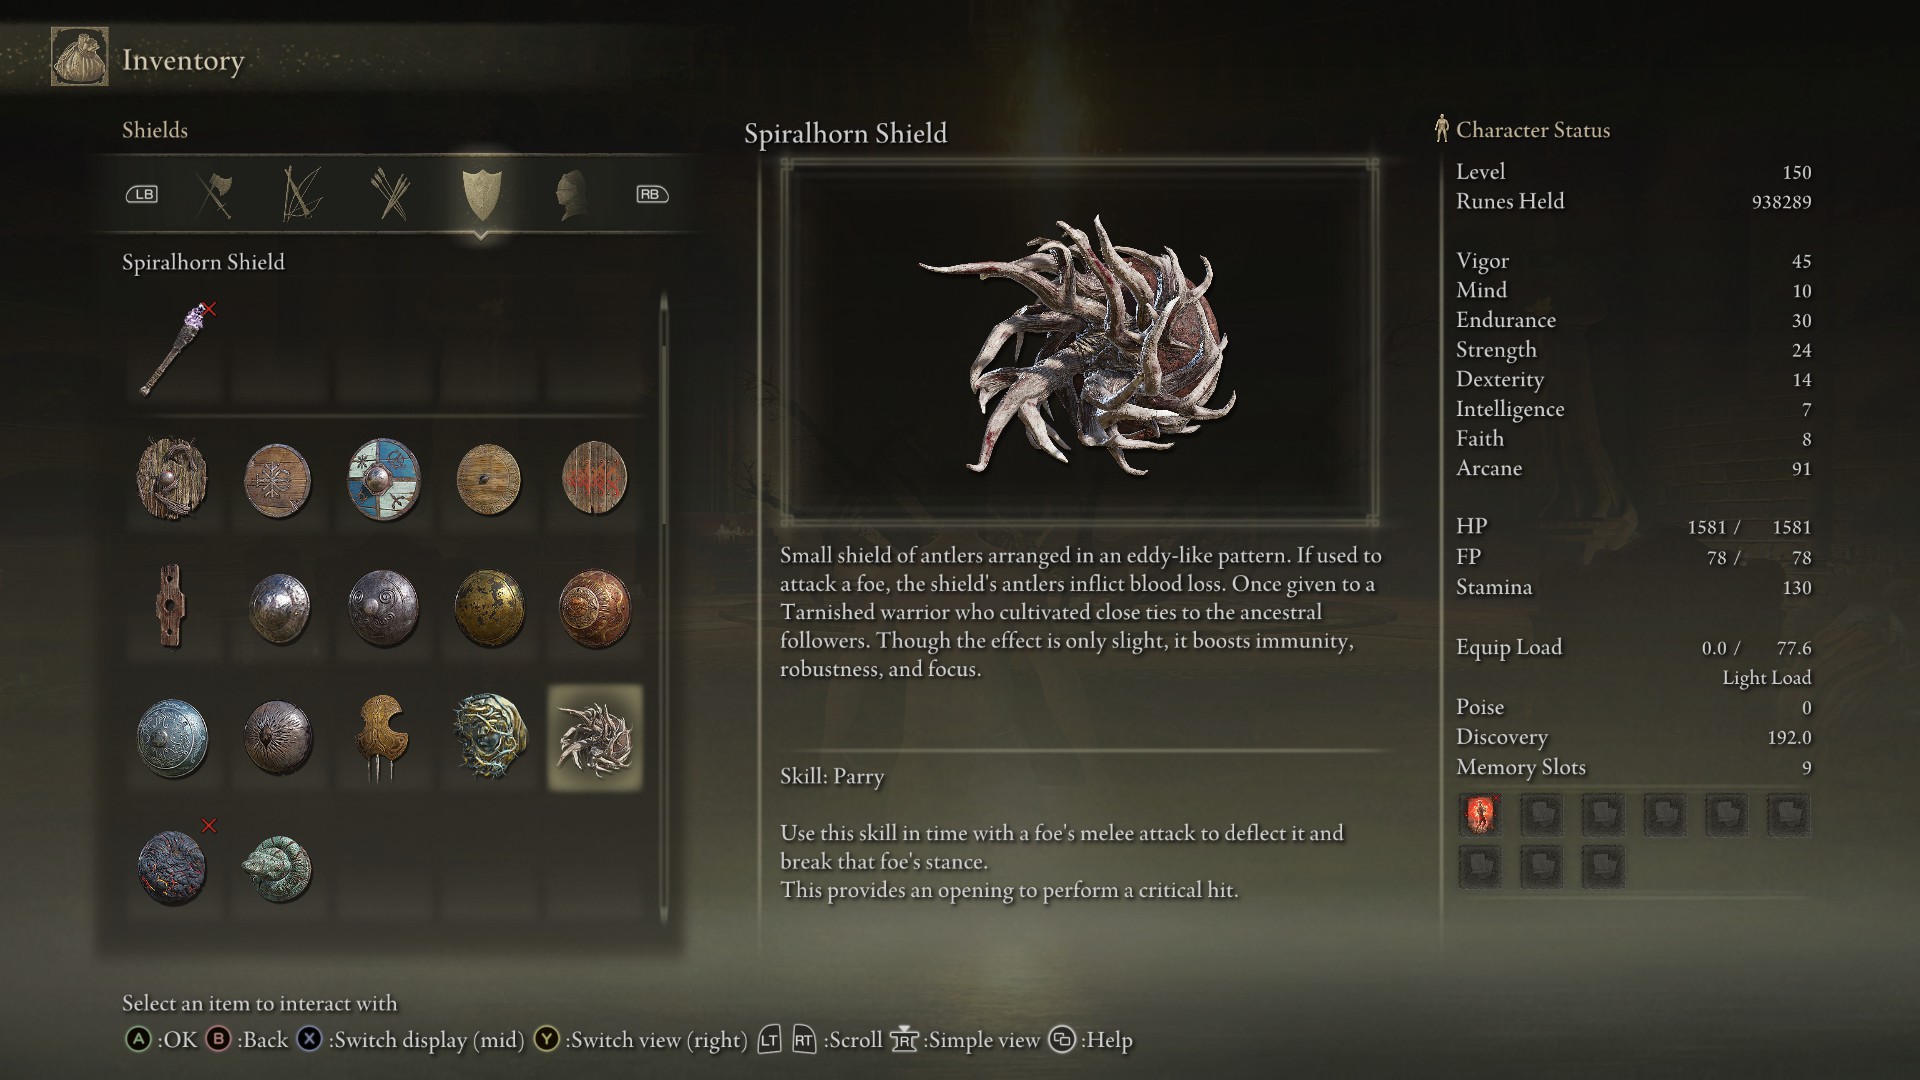 Inventory
Shields
LB
RB
Spiralhorn Shield
Spiralhorn Shield
Small shield of antlers arranged in an eddy-like pattern. If used to
attack a foe, the shield's antlers inflict blood loss. Once given to a
Tarnished warrior who cultivated close ties to the ancestral
followers. Though the effect is only slight, it boosts immunity,
robustness, and focus.
Skill: Parry
Use this skill in time with a foe's melee attack to deflect it and
break that foe's stance.
This provides an opening to perform a critical hit.
Character Status
Level 150
Runes Held 938289
Vigor 45
Mind 10
Endurance 30
Strength 24
Dexterity 14
Intelligence 7
Faith 8
Arcane 91
HP 1581 / 1581
FP 78 / 78
Stamina 130
Equip Load 0.0 / 77.6
Light Load
Poise 0
Discovery 192.0
Memory Slots 9
Select an item to interact with
A :OK B :Back X :Switch display (mid) Y :Switch view (right) LT RT :Scroll R :Simple view :Help